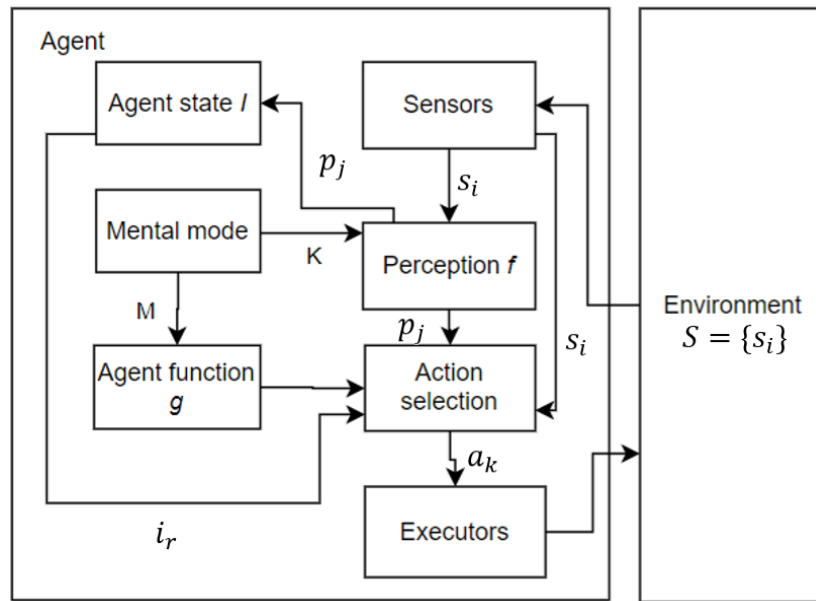 Agent
Agent state I
Sensors
p_j
s_i
Mental mode
K
Perception f
M
p_j
s_i
Environment
S = {s_i}
Agent function
g
Action
selection
a_k
i_r
Executors